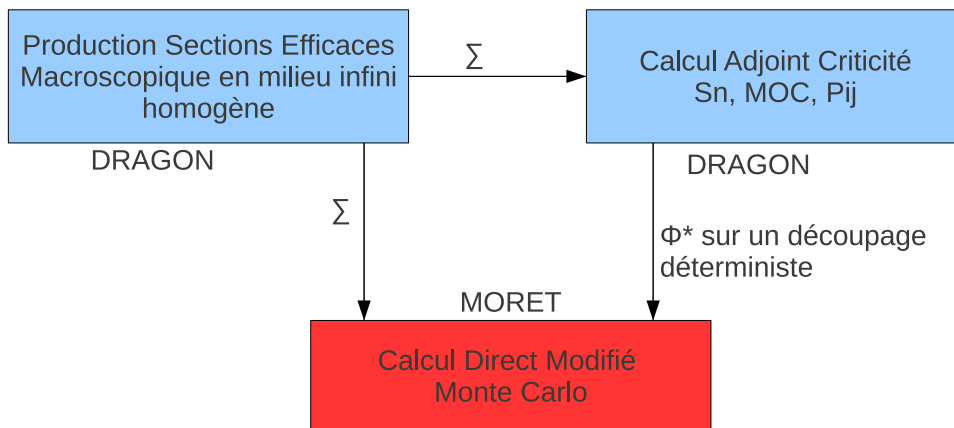 Production Sections Efficaces
Macroscopique en milieu infini
homogène
∑
Calcul Adjoint Criticité
Sn, MOC, Pij
DRAGON
DRAGON
∑
Φ* sur un découpage
déterministe
MORET
Calcul Direct Modifié
Monte Carlo